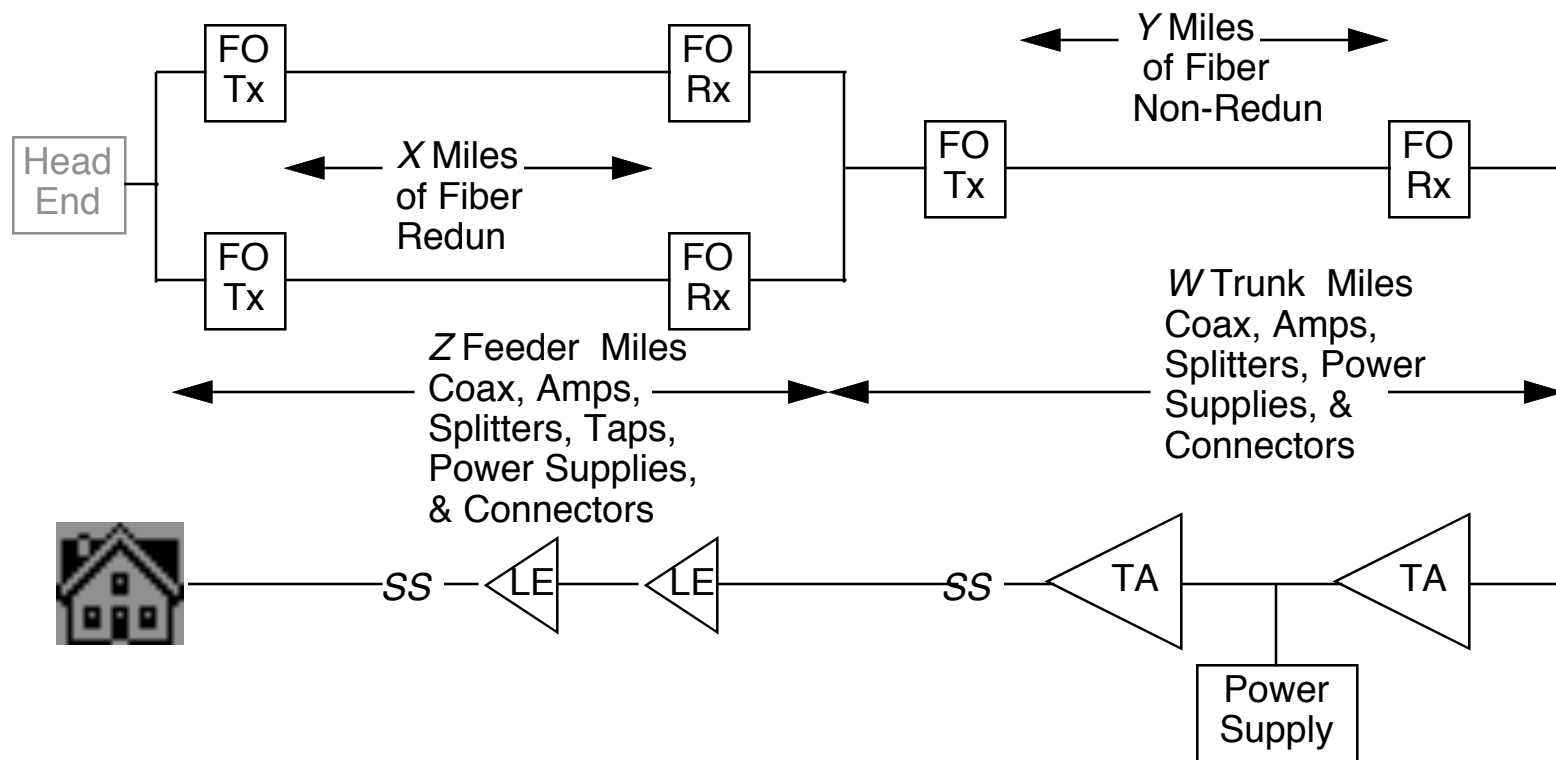 FO
Tx
FO
Rx
Y Miles
of Fiber
Non-Redun
Head
End
X Miles
of Fiber
Redun
FO
Tx
FO
Rx
FO
Tx
FO
Rx
W Trunk Miles
Coax, Amps,
Splitters, Power
Supplies, &
Connectors
Z Feeder Miles
Coax, Amps,
Splitters, Taps,
Power Supplies,
& Connectors
SS
LE
LE
SS
TA
TA
Power
Supply